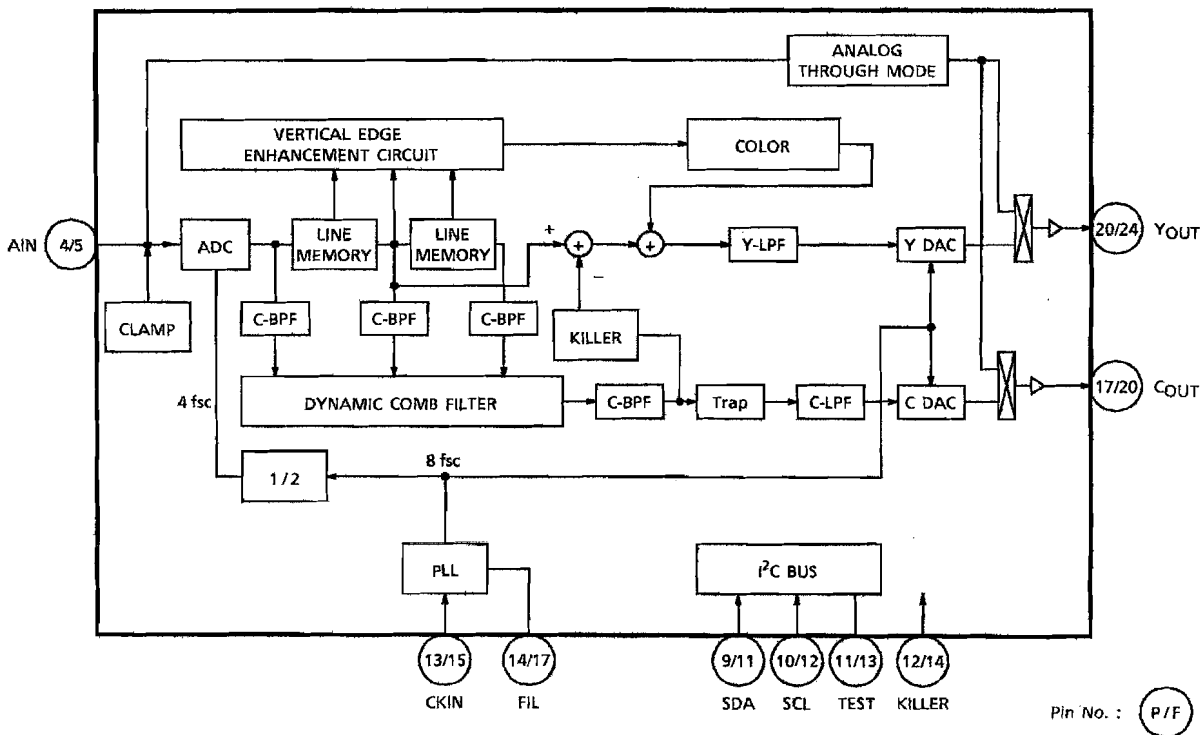 ANALOG
THROUGH MODE
VERTICAL EDGE
ENHANCEMENT CIRCUIT
COLOR
AIN
4/5
ADC
LINE
MEMORY
LINE
MEMORY
+
+
+
Y-LPF
Y DAC
20/24
YOUT
−
CLAMP
C-BPF
C-BPF
C-BPF
KILLER
4 fsc
DYNAMIC COMB FILTER
C-BPF
Trap
C-LPF
C DAC
17/20
COUT
8 fsc
1/2
PLL
I²C BUS
13/15
14/17
9/11
10/12
11/13
12/14
CKIN
FIL
SDA
SCL
TEST
KILLER
Pin No. : P/F